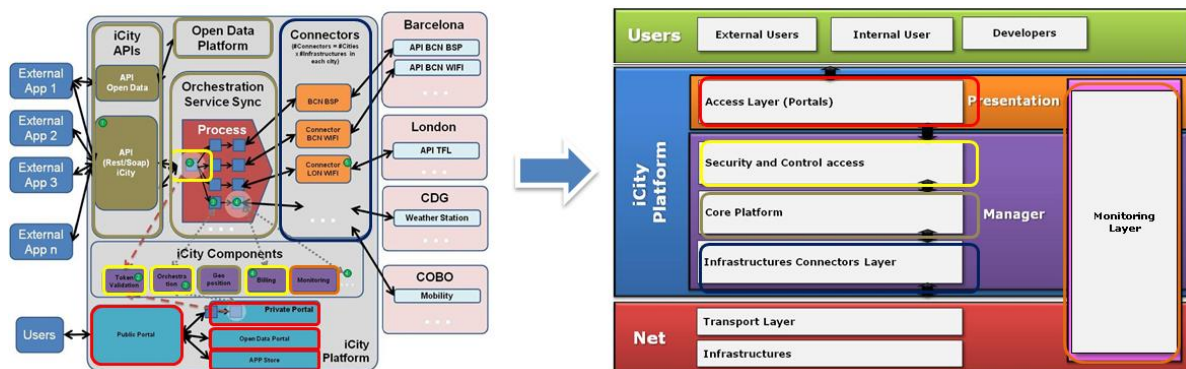 iCity
APIs
Open Data
Platform
Connectors
(#Connectors = #Cities
x #Infrastructures in
each city)
Barcelona
API BCN BSP
API BCN WIFI
. . .
External
App 1
External
App 2
External
App 3
External
App n
API
Open Data
API
(Rest/Soap)
iCity
Orchestration
Service Sync
Process
. . . .
BCN BSP
Connector
BCN WIFI
Connector
LON WIFI
. . .
London
API TFL
. . .
CDG
Weather Station
. . .
COBO
Mobility
. . .
iCity Components
Token
Validation
Orchestra
tion
Geo
position
Billing
Monitoring
Users
Public Portal
Private Portal
Open Data Portal
APP Store
iCity
Platform
Users
External Users
Internal User
Developers
iCity
Platform
Access Layer (Portals)
Presentation
Security and Control access
Core Platform
Manager
Infrastructures Connectors Layer
Monitoring
Layer
Net
Transport Layer
Infrastructures